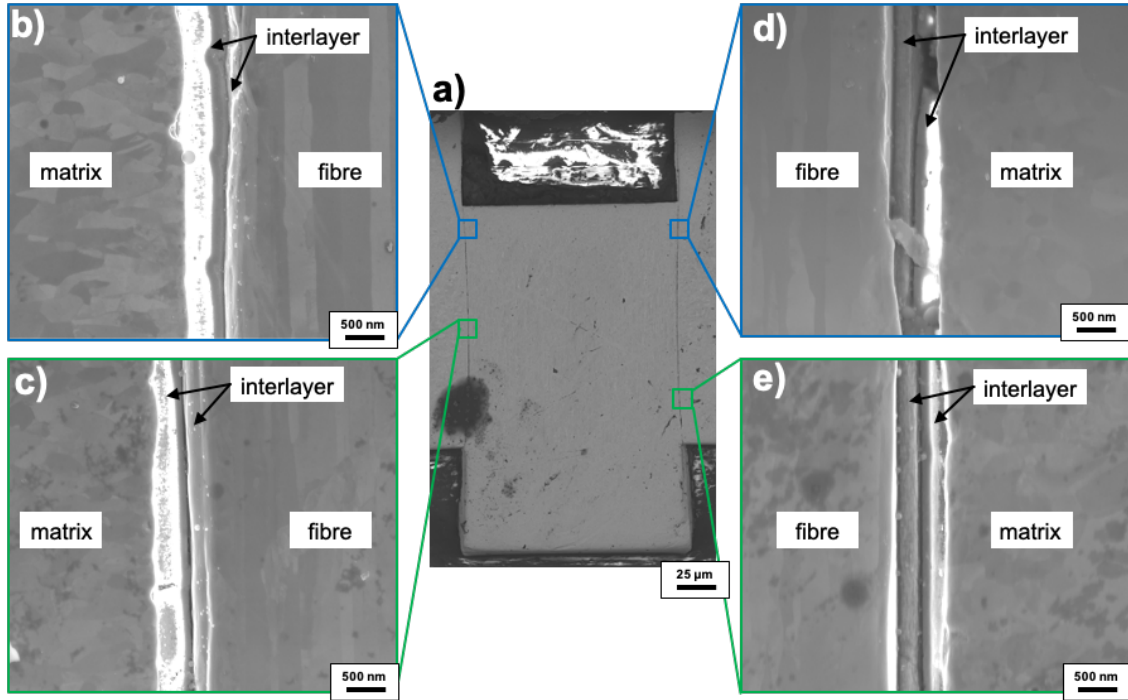 b)
interlayer
matrix
fibre
500 nm
a)
25 µm
d)
interlayer
fibre
matrix
500 nm
c)
interlayer
matrix
fibre
500 nm
e)
interlayer
fibre
matrix
500 nm